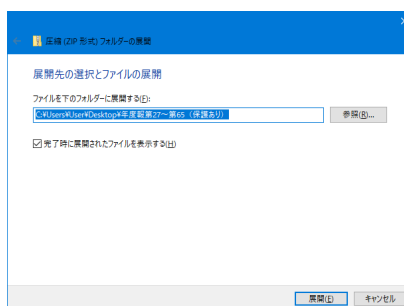 圧縮 (ZIP 形式) フォルダーの展開
展開先の選択とファイルの展開
ファイルを下のフォルダーに展開する(F):
C:¥Users¥User¥Desktop¥年度報第27～第65（保護あり）
参照(R)...
完了時に展開されたファイルを表示する(H)
展開(E)
キャンセル